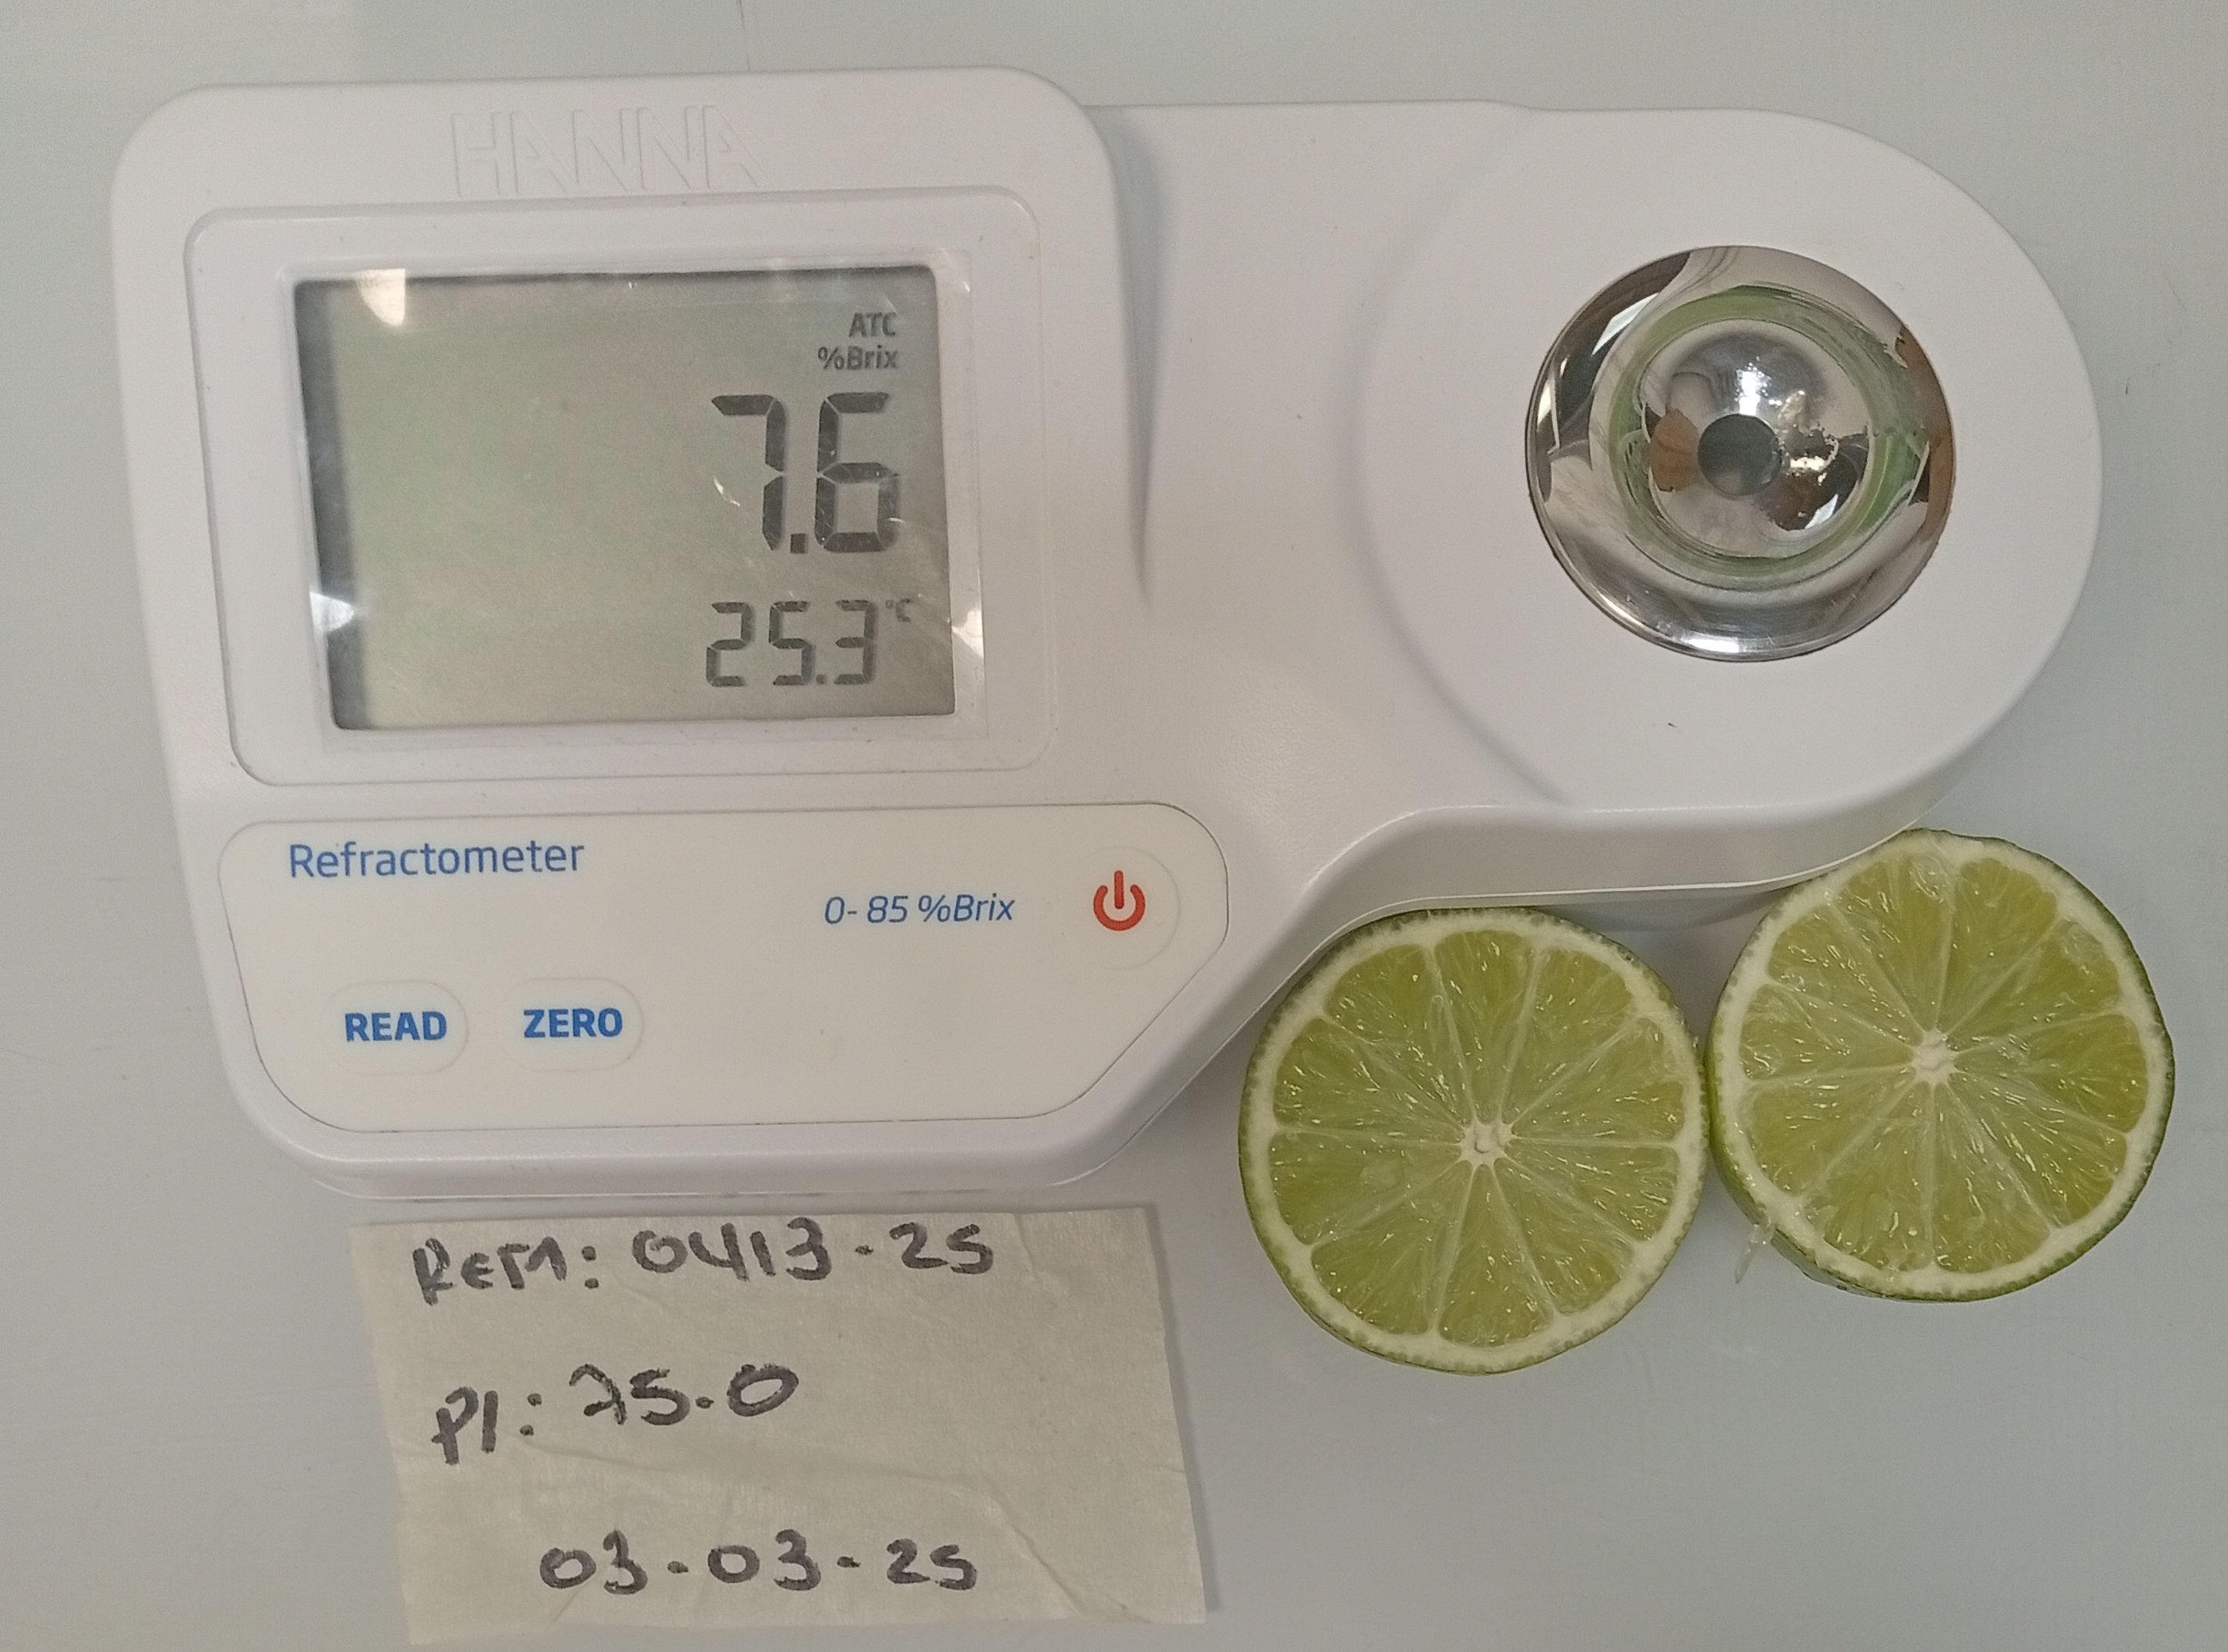 HANNA
ATC
%Brix
7.6
25.3°C
Refractometer
0-85 %Brix
READ ZERO
REM: 0413-25
PI: 75.0
03-03-25